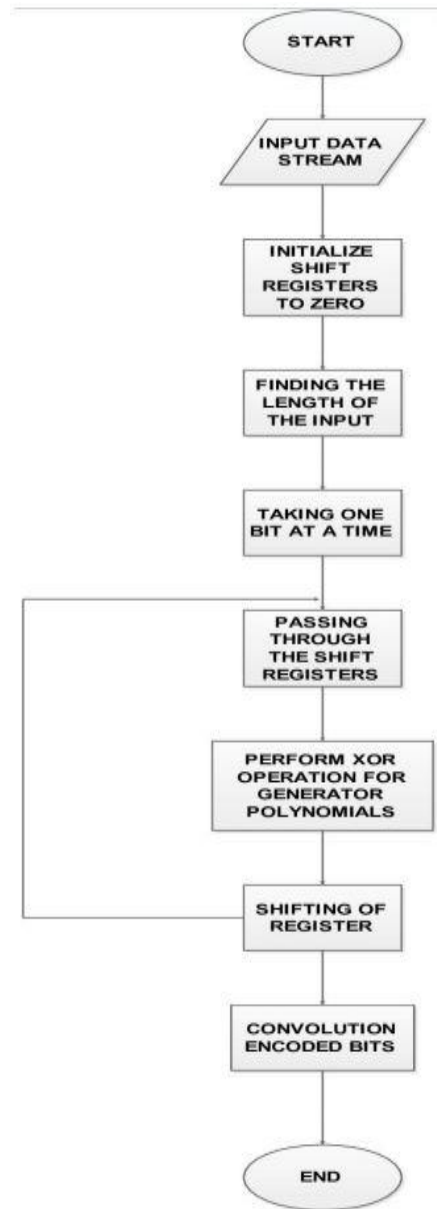 START
INPUT DATA
STREAM
INITIALIZE
SHIFT
REGISTERS
TO ZERO
FINDING THE
LENGTH OF
THE INPUT
TAKING ONE
BIT AT A TIME
PASSING
THROUGH
THE SHIFT
REGISTERS
PERFORM XOR
OPERATION FOR
GENERATOR
POLYNOMIALS
SHIFTING OF
REGISTER
CONVOLUTION
ENCODED BITS
END